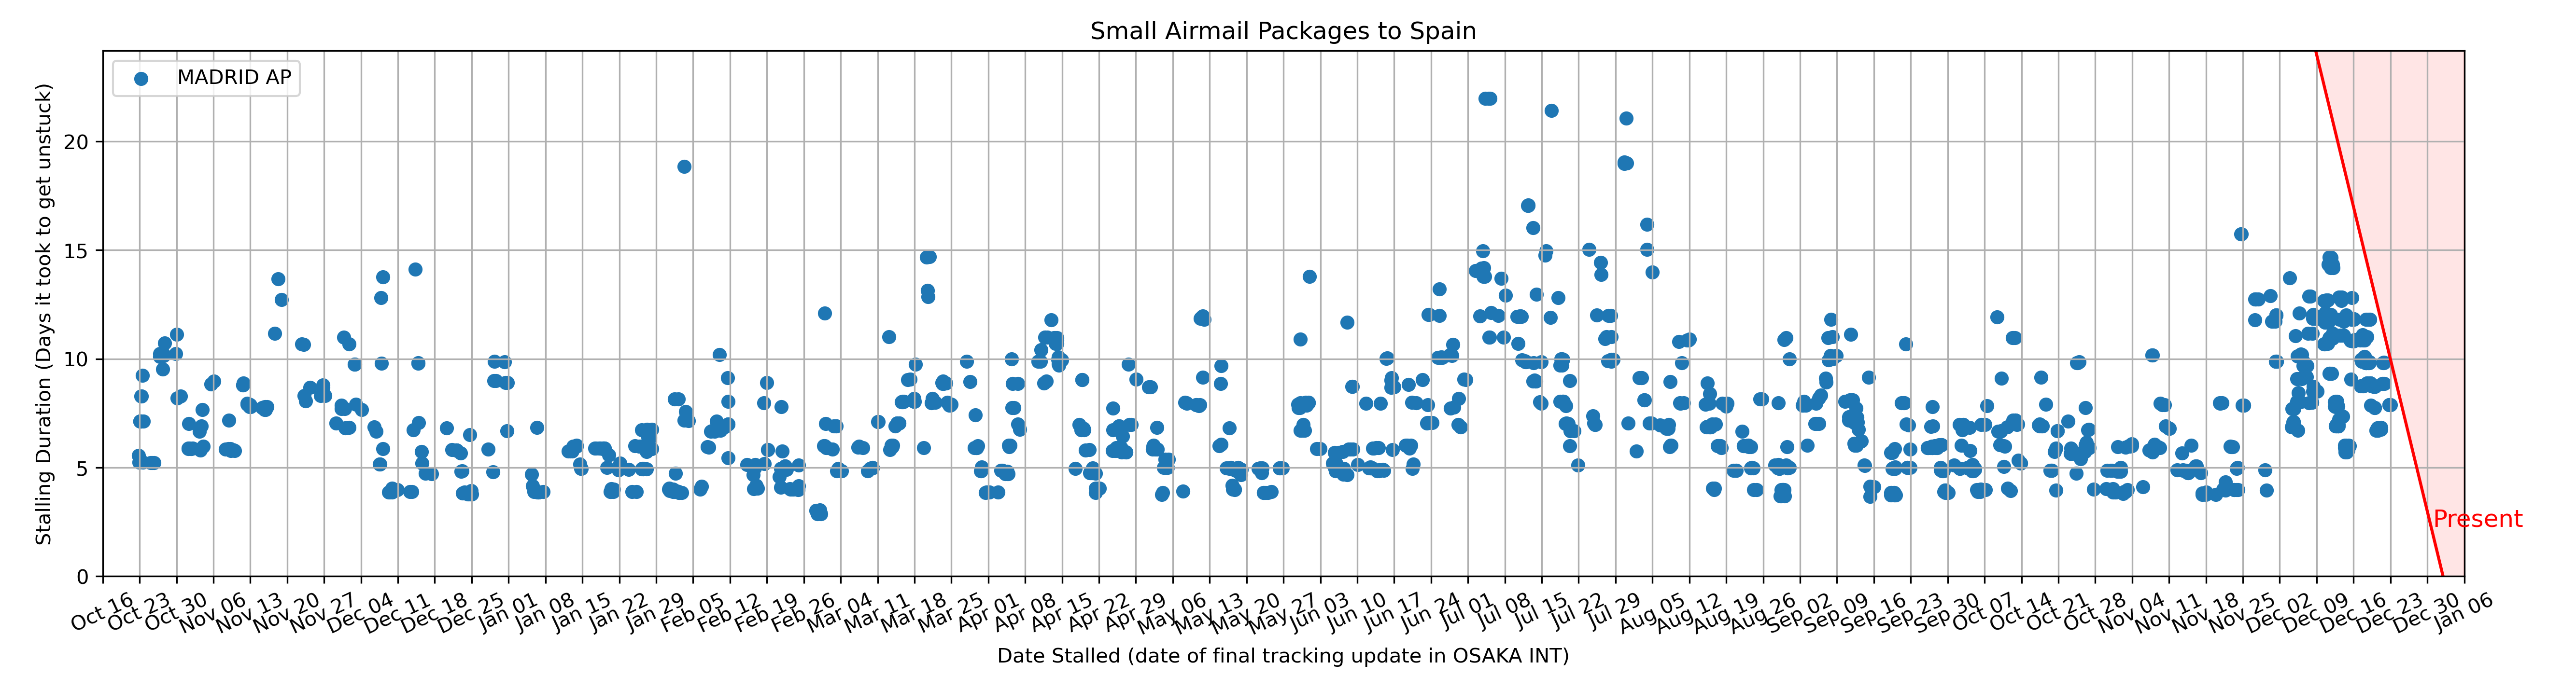 Small Airmail Packages to Spain
MADRID AP
Stalling Duration (Days it took to get unstuck)
20
15
10
5
0
Present
Oct 16
Oct 23
Oct 30
Nov 06
Nov 13
Nov 20
Nov 27
Dec 04
Dec 11
Dec 18
Dec 25
Jan 01
Jan 08
Jan 15
Jan 22
Jan 29
Feb 05
Feb 12
Feb 19
Feb 26
Mar 04
Mar 11
Mar 18
Mar 25
Apr 01
Apr 08
Apr 15
Apr 22
Apr 29
May 06
May 13
May 20
May 27
Jun 03
Jun 10
Jun 17
Jun 24
Jul 01
Jul 08
Jul 15
Jul 22
Jul 29
Aug 05
Aug 12
Aug 19
Aug 26
Sep 02
Sep 09
Sep 16
Sep 23
Sep 30
Oct 07
Oct 14
Oct 21
Oct 28
Nov 04
Nov 11
Nov 18
Nov 25
Dec 02
Dec 09
Dec 16
Dec 23
Dec 30
Jan 06
Date Stalled (date of final tracking update in OSAKA INT)